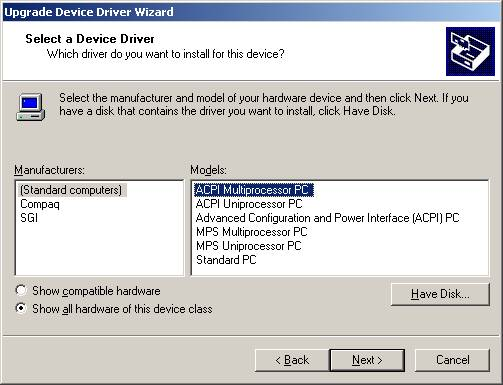 Upgrade Device Driver Wizard
Select a Device Driver
Which driver do you want to install for this device?
Select the manufacturer and model of your hardware device and then click Next. If you
have a disk that contains the driver you want to install, click Have Disk.
Manufacturers:
(Standard computers)
Compaq
SGI
Models:
ACPI Multiprocessor PC
ACPI Uniprocessor PC
Advanced Configuration and Power Interface (ACPI) PC
MPS Multiprocessor PC
MPS Uniprocessor PC
Standard PC
Show compatible hardware
Show all hardware of this device class
Have Disk...
< Back
Next >
Cancel